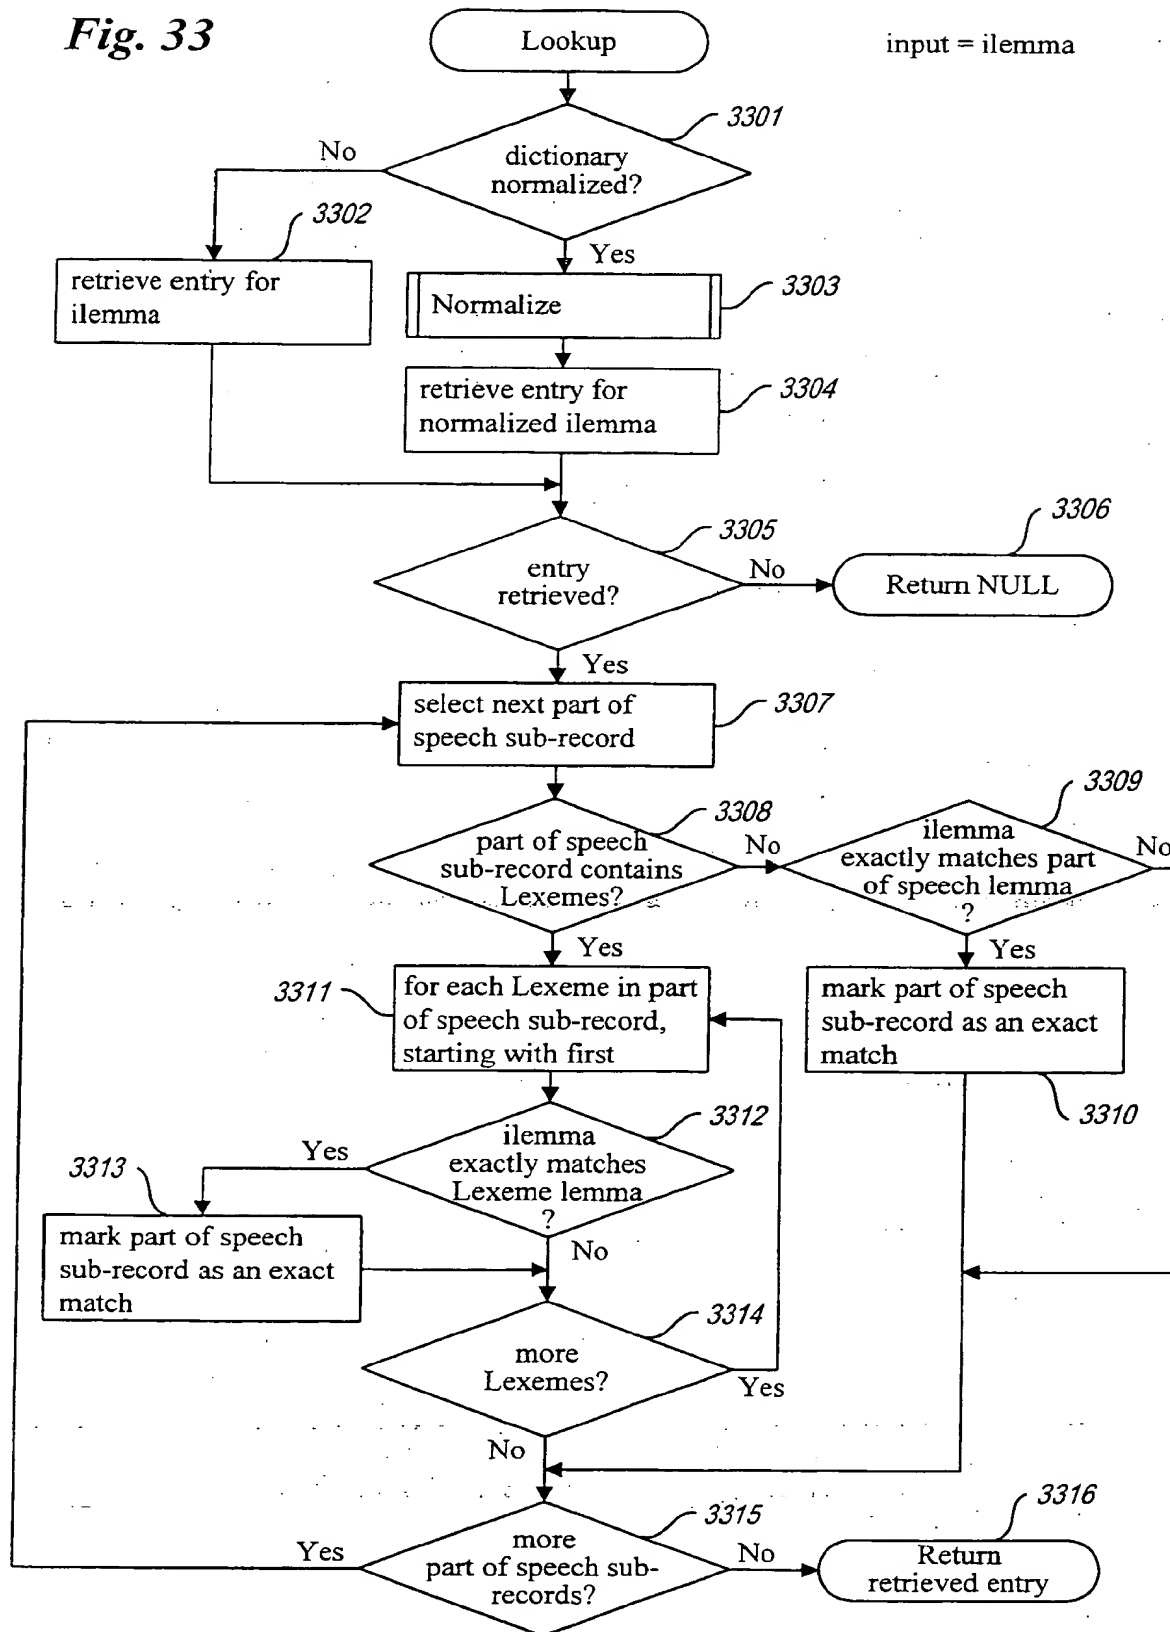 Fig. 33
Lookup
input = ilemma
3301
No
dictionary
normalized?
3302
Yes
retrieve entry for
ilemma
Normalize
3303
retrieve entry for
normalized ilemma
3304
3305
3306
entry
retrieved?
No
Return NULL
Yes
select next part of
speech sub-record
3307
3308
3309
part of speech
sub-record contains
Lexemes?
No
ilemma
exactly matches part
of speech lemma
?
No
Yes
Yes
3311
for each Lexeme in part
of speech sub-record,
starting with first
mark part of speech
sub-record as an exact
match
3310
3312
Yes
ilemma
exactly matches
Lexeme lemma
?
3313
No
mark part of speech
sub-record as an exact
match
3314
more
Lexemes?
Yes
No
3315
3316
Yes
more
part of speech sub-
records?
No
Return
retrieved entry